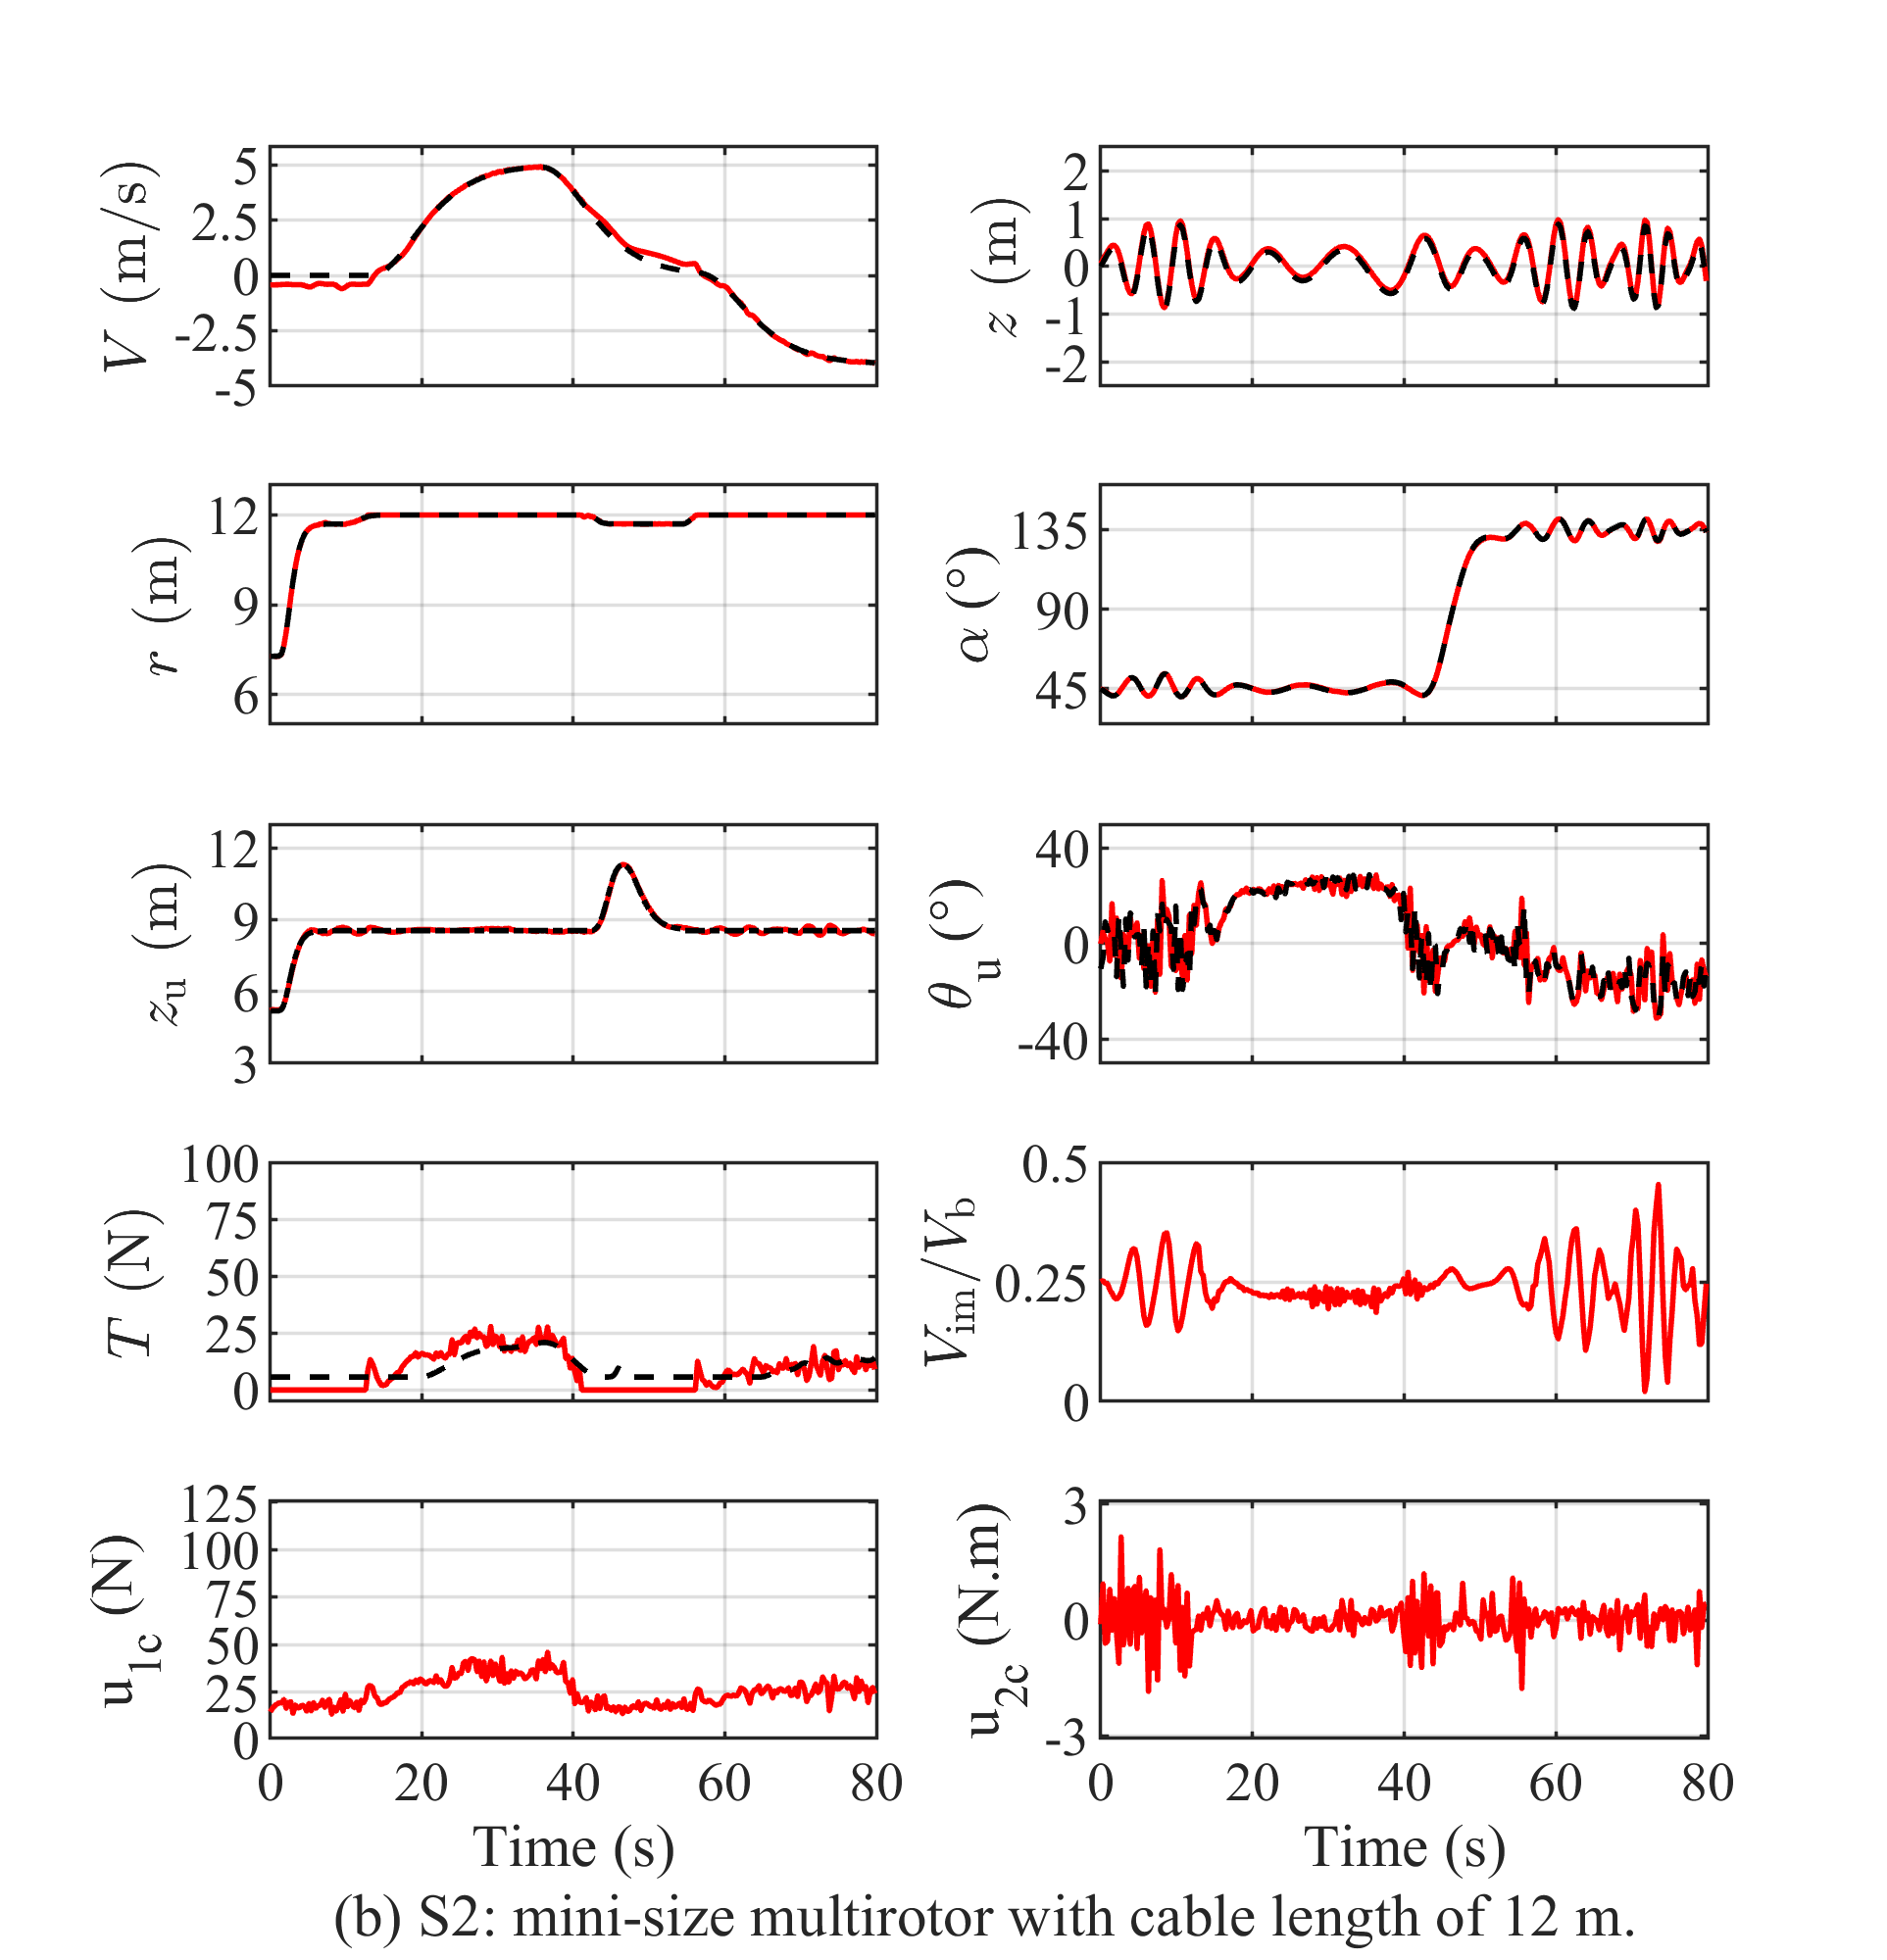 V (m/s)
5
2.5
0
-2.5
-5
z (m)
2
1
0
-1
-2
r (m)
12
9
6
α (°)
135
90
45
z_u (m)
12
9
6
3
θ_u (°)
40
0
-40
T (N)
100
75
50
25
0
V_im/V_b
0.5
0.25
0
u_1c (N)
125
100
75
50
25
0
u_2c (N.m)
3
0
-3
0 20 40 60 80
0 20 40 60 80
Time (s)
Time (s)
(b) S2: mini-size multirotor with cable length of 12 m.